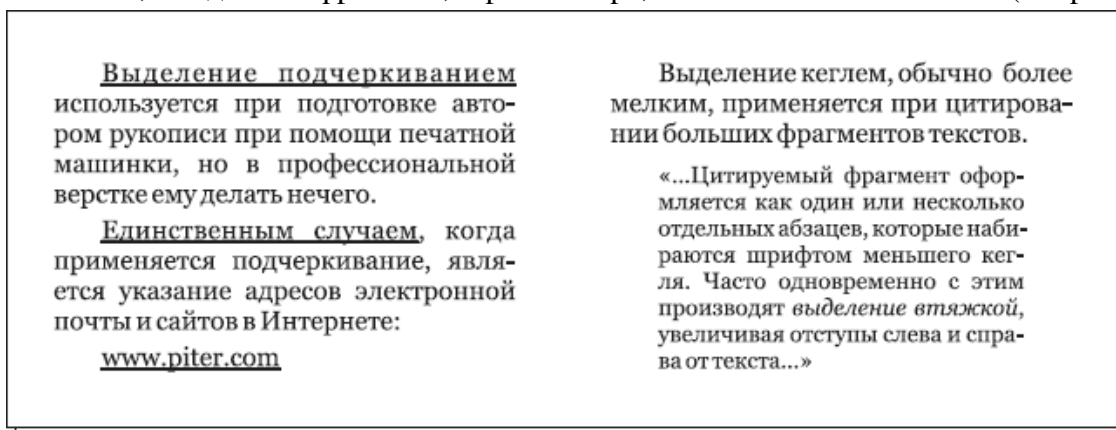 Выделение подчеркиванием
используется при подготовке авто-
ром рукописи при помощи печатной
машинки, но в профессиональной
верстке ему делать нечего.
Единственным случаем, когда
применяется подчеркивание, явля-
ется указание адресов электронной
почты и сайтов в Интернете:
www.piter.com
Выделение кеглем, обычно более
мелким, применяется при цитирова-
нии больших фрагментов текстов.
«...Цитируемый фрагмент офор-
мляется как один или несколько
отдельных абзацев, которые наби-
раются шрифтом меньшего кег-
ля. Часто одновременно с этим
производят выделение втяжкой,
увеличивая отступы слева и спра-
ва от текста...»